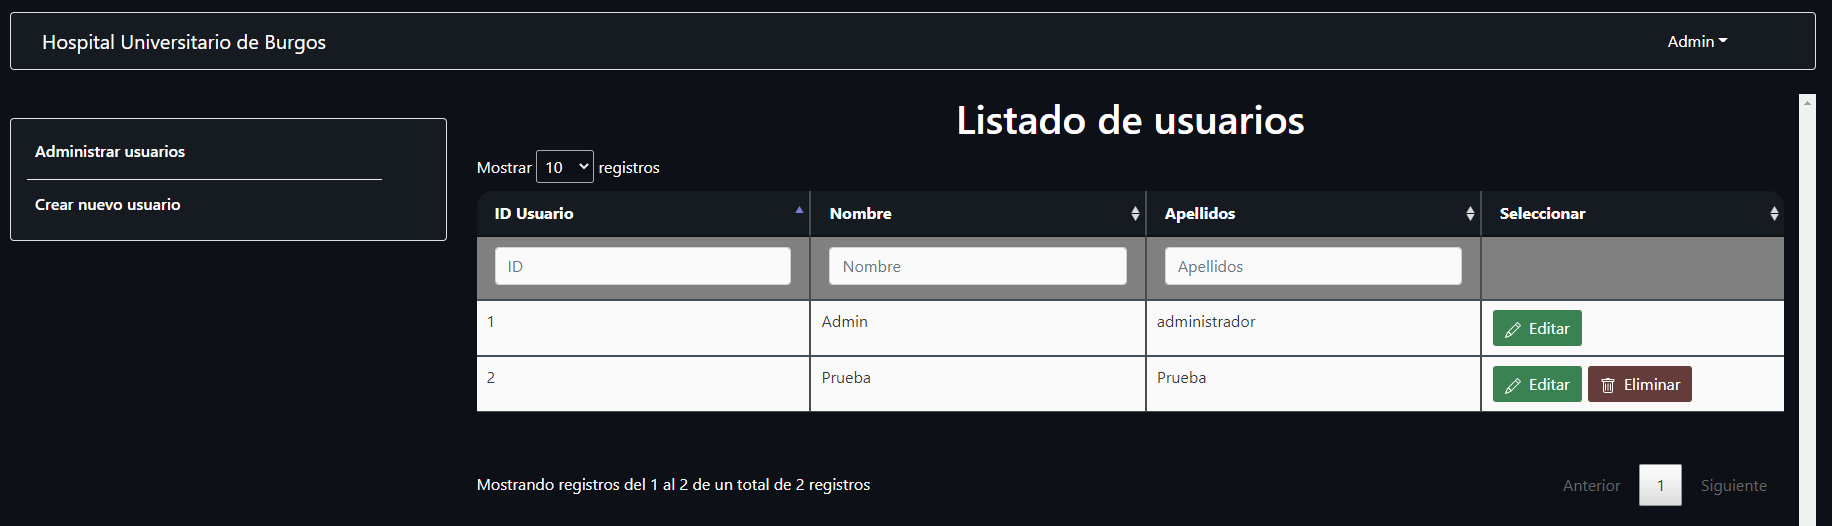 Hospital Universitario de Burgos
Admin
Administrar usuarios
Crear nuevo usuario
Listado de usuarios
Mostrar 10 registros
ID Usuario Nombre Apellidos Seleccionar
ID Nombre Apellidos
1 Admin administrador Editar
2 Prueba Prueba Editar Eliminar
Mostrando registros del 1 al 2 de un total de 2 registros
Anterior 1 Siguiente